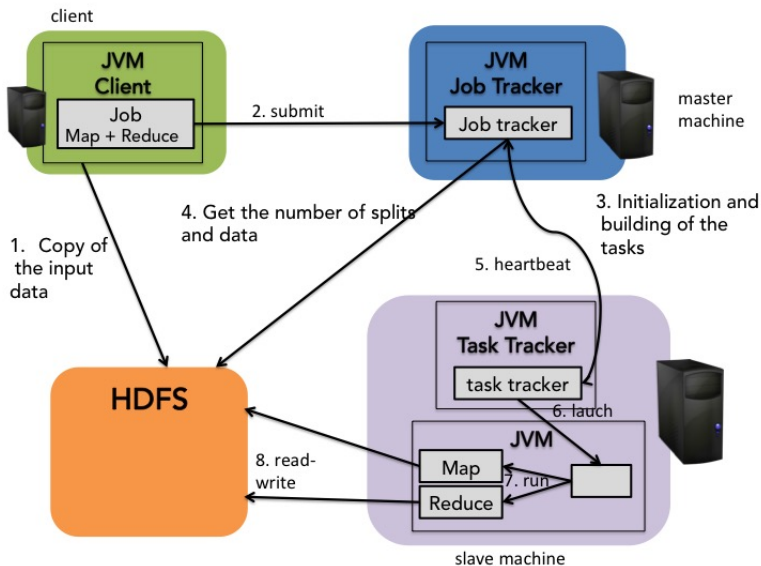 client
JVM
Client
Job
Map + Reduce
2. submit
JVM
Job Tracker
Job tracker
master
machine
1. Copy of
the input
data
4. Get the number of splits
and data
3. Initialization and
building of the
tasks
5. heartbeat
HDFS
JVM
Task Tracker
task tracker
6. lauch
JVM
Map
7. run
Reduce
8. read-
write
slave machine